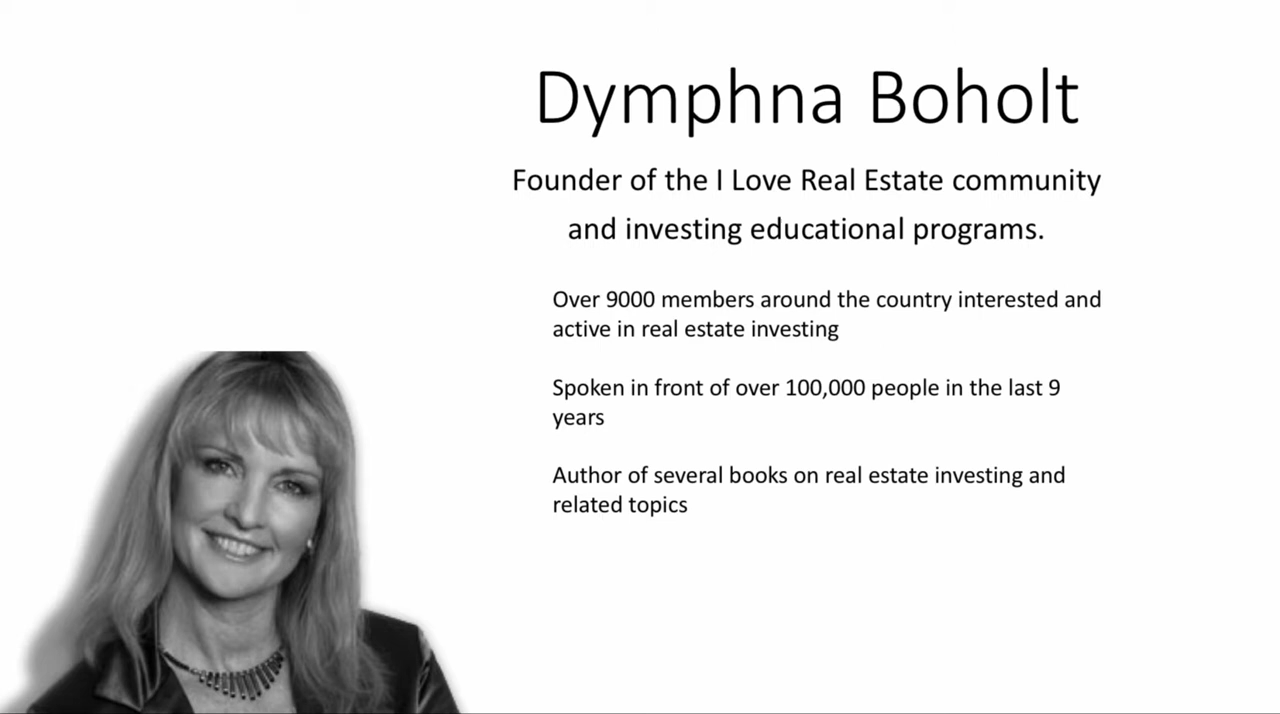 Dymphna Boholt
Founder of the I Love Real Estate community
and investing educational programs.
Over 9000 members around the country interested and
active in real estate investing
Spoken in front of over 100,000 people in the last 9
years
Author of several books on real estate investing and
related topics